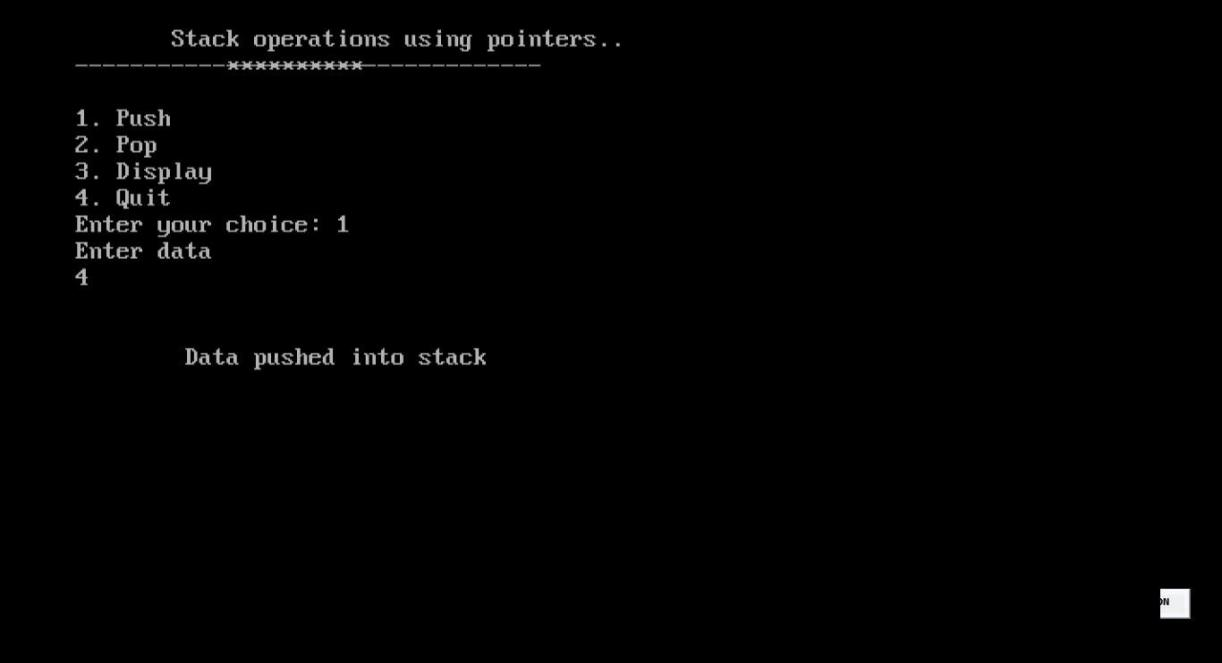 Stack operations using pointers..
-----------**********-------------
1. Push
2. Pop
3. Display
4. Quit
Enter your choice: 1
Enter data
4
Data pushed into stack